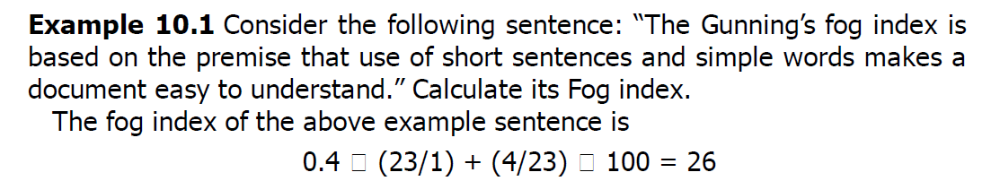 Example 10.1 Consider the following sentence: “The Gunning’s fog index is
based on the premise that use of short sentences and simple words makes a
document easy to understand.” Calculate its Fog index.
The fog index of the above example sentence is
0.4 □ (23/1) + (4/23) □ 100 = 26